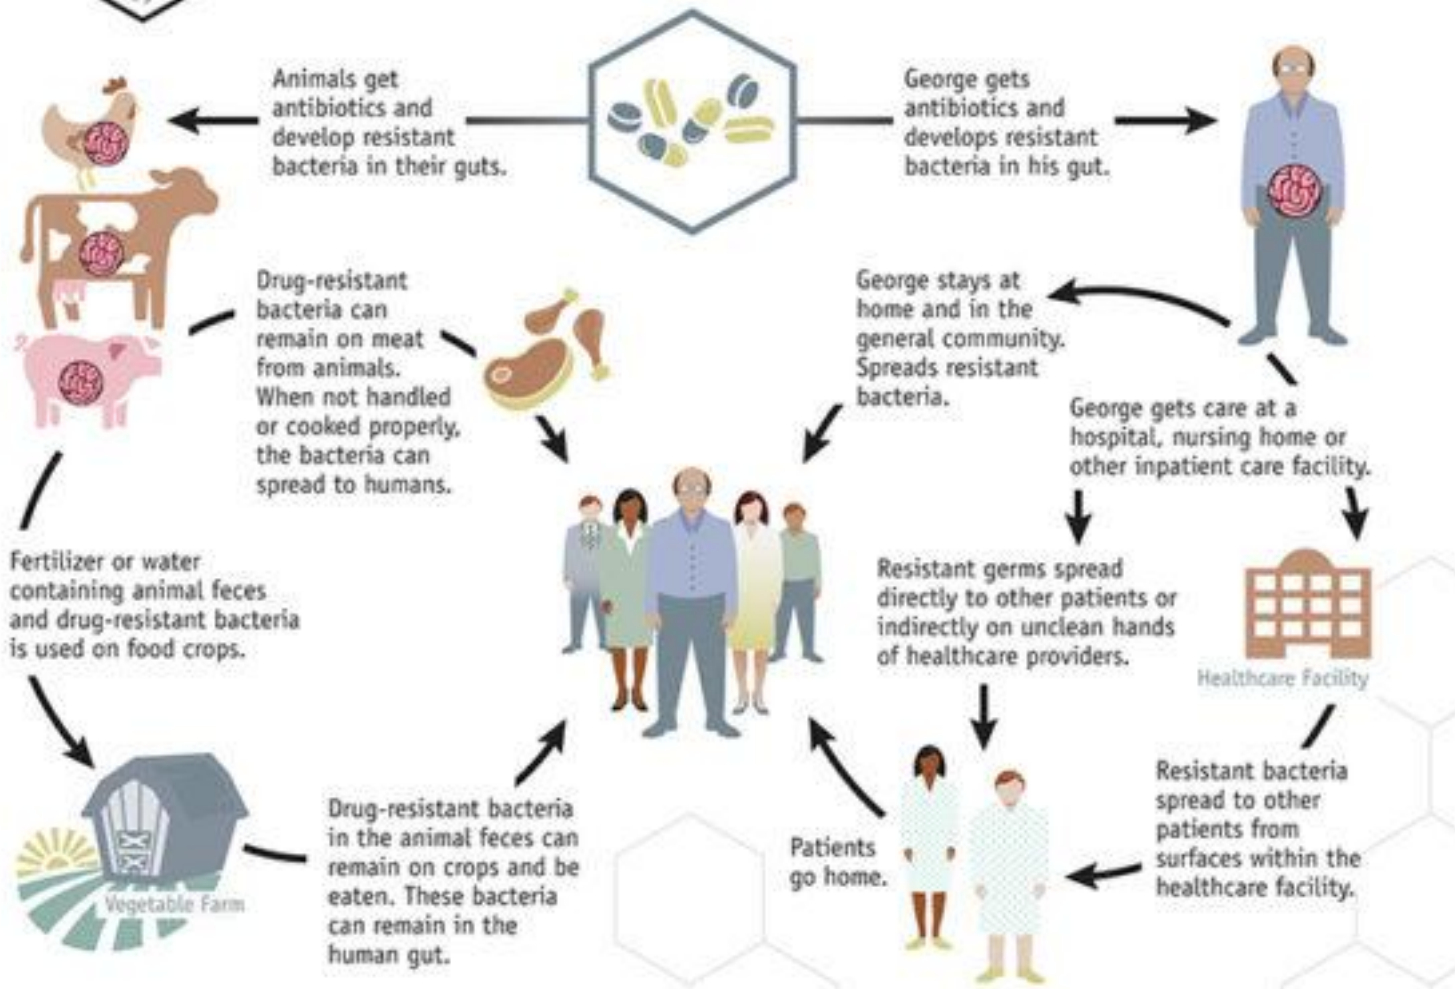 Animals get
antibiotics and
develop resistant
bacteria in their guts.
George gets
antibiotics and
develops resistant
bacteria in his gut.
Drug-resistant
bacteria can
remain on meat
from animals.
When not handled
or cooked properly,
the bacteria can
spread to humans.
George stays at
home and in the
general community.
Spreads resistant
bacteria.
George gets care at a
hospital, nursing home or
other inpatient care facility.
Fertilizer or water
containing animal feces
and drug-resistant bacteria
is used on food crops.
Resistant germs spread
directly to other patients or
indirectly on unclean hands
of healthcare providers.
Healthcare Facility
Vegetable Farm
Drug-resistant bacteria
in the animal feces can
remain on crops and be
eaten. These bacteria
can remain in the
human gut.
Patients
go home.
Resistant bacteria
spread to other
patients from
surfaces within the
healthcare facility.